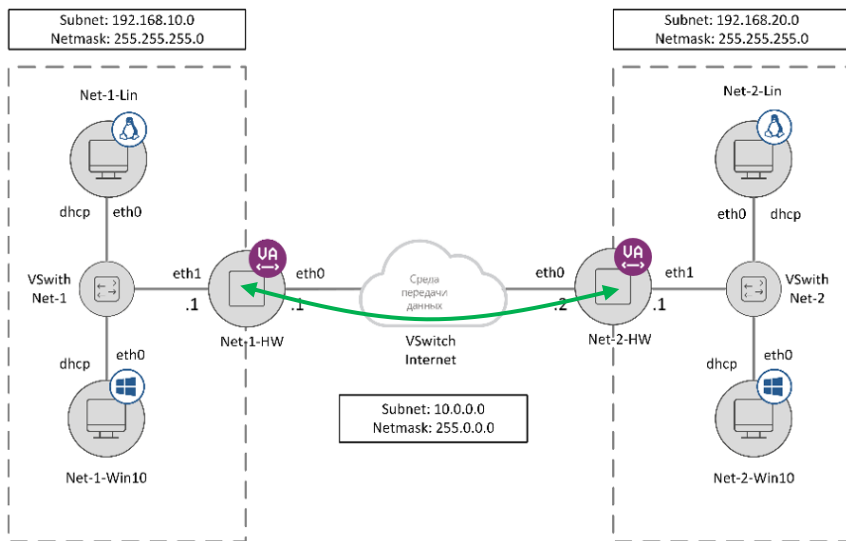 Subnet: 192.168.10.0
Netmask: 255.255.255.0
Subnet: 192.168.20.0
Netmask: 255.255.255.0
Net-1-Lin
dhcp
eth0
VSwith
Net-1
eth1
.1
VA
eth0
.1
Net-1-HW
dhcp
eth0
Net-1-Win10
Среда
передачи
данных
VSwitch
Internet
Subnet: 10.0.0.0
Netmask: 255.0.0.0
Net-2-Lin
eth0
dhcp
eth0
.2
VA
eth1
.1
Net-2-HW
VSwith
Net-2
dhcp
eth0
Net-2-Win10